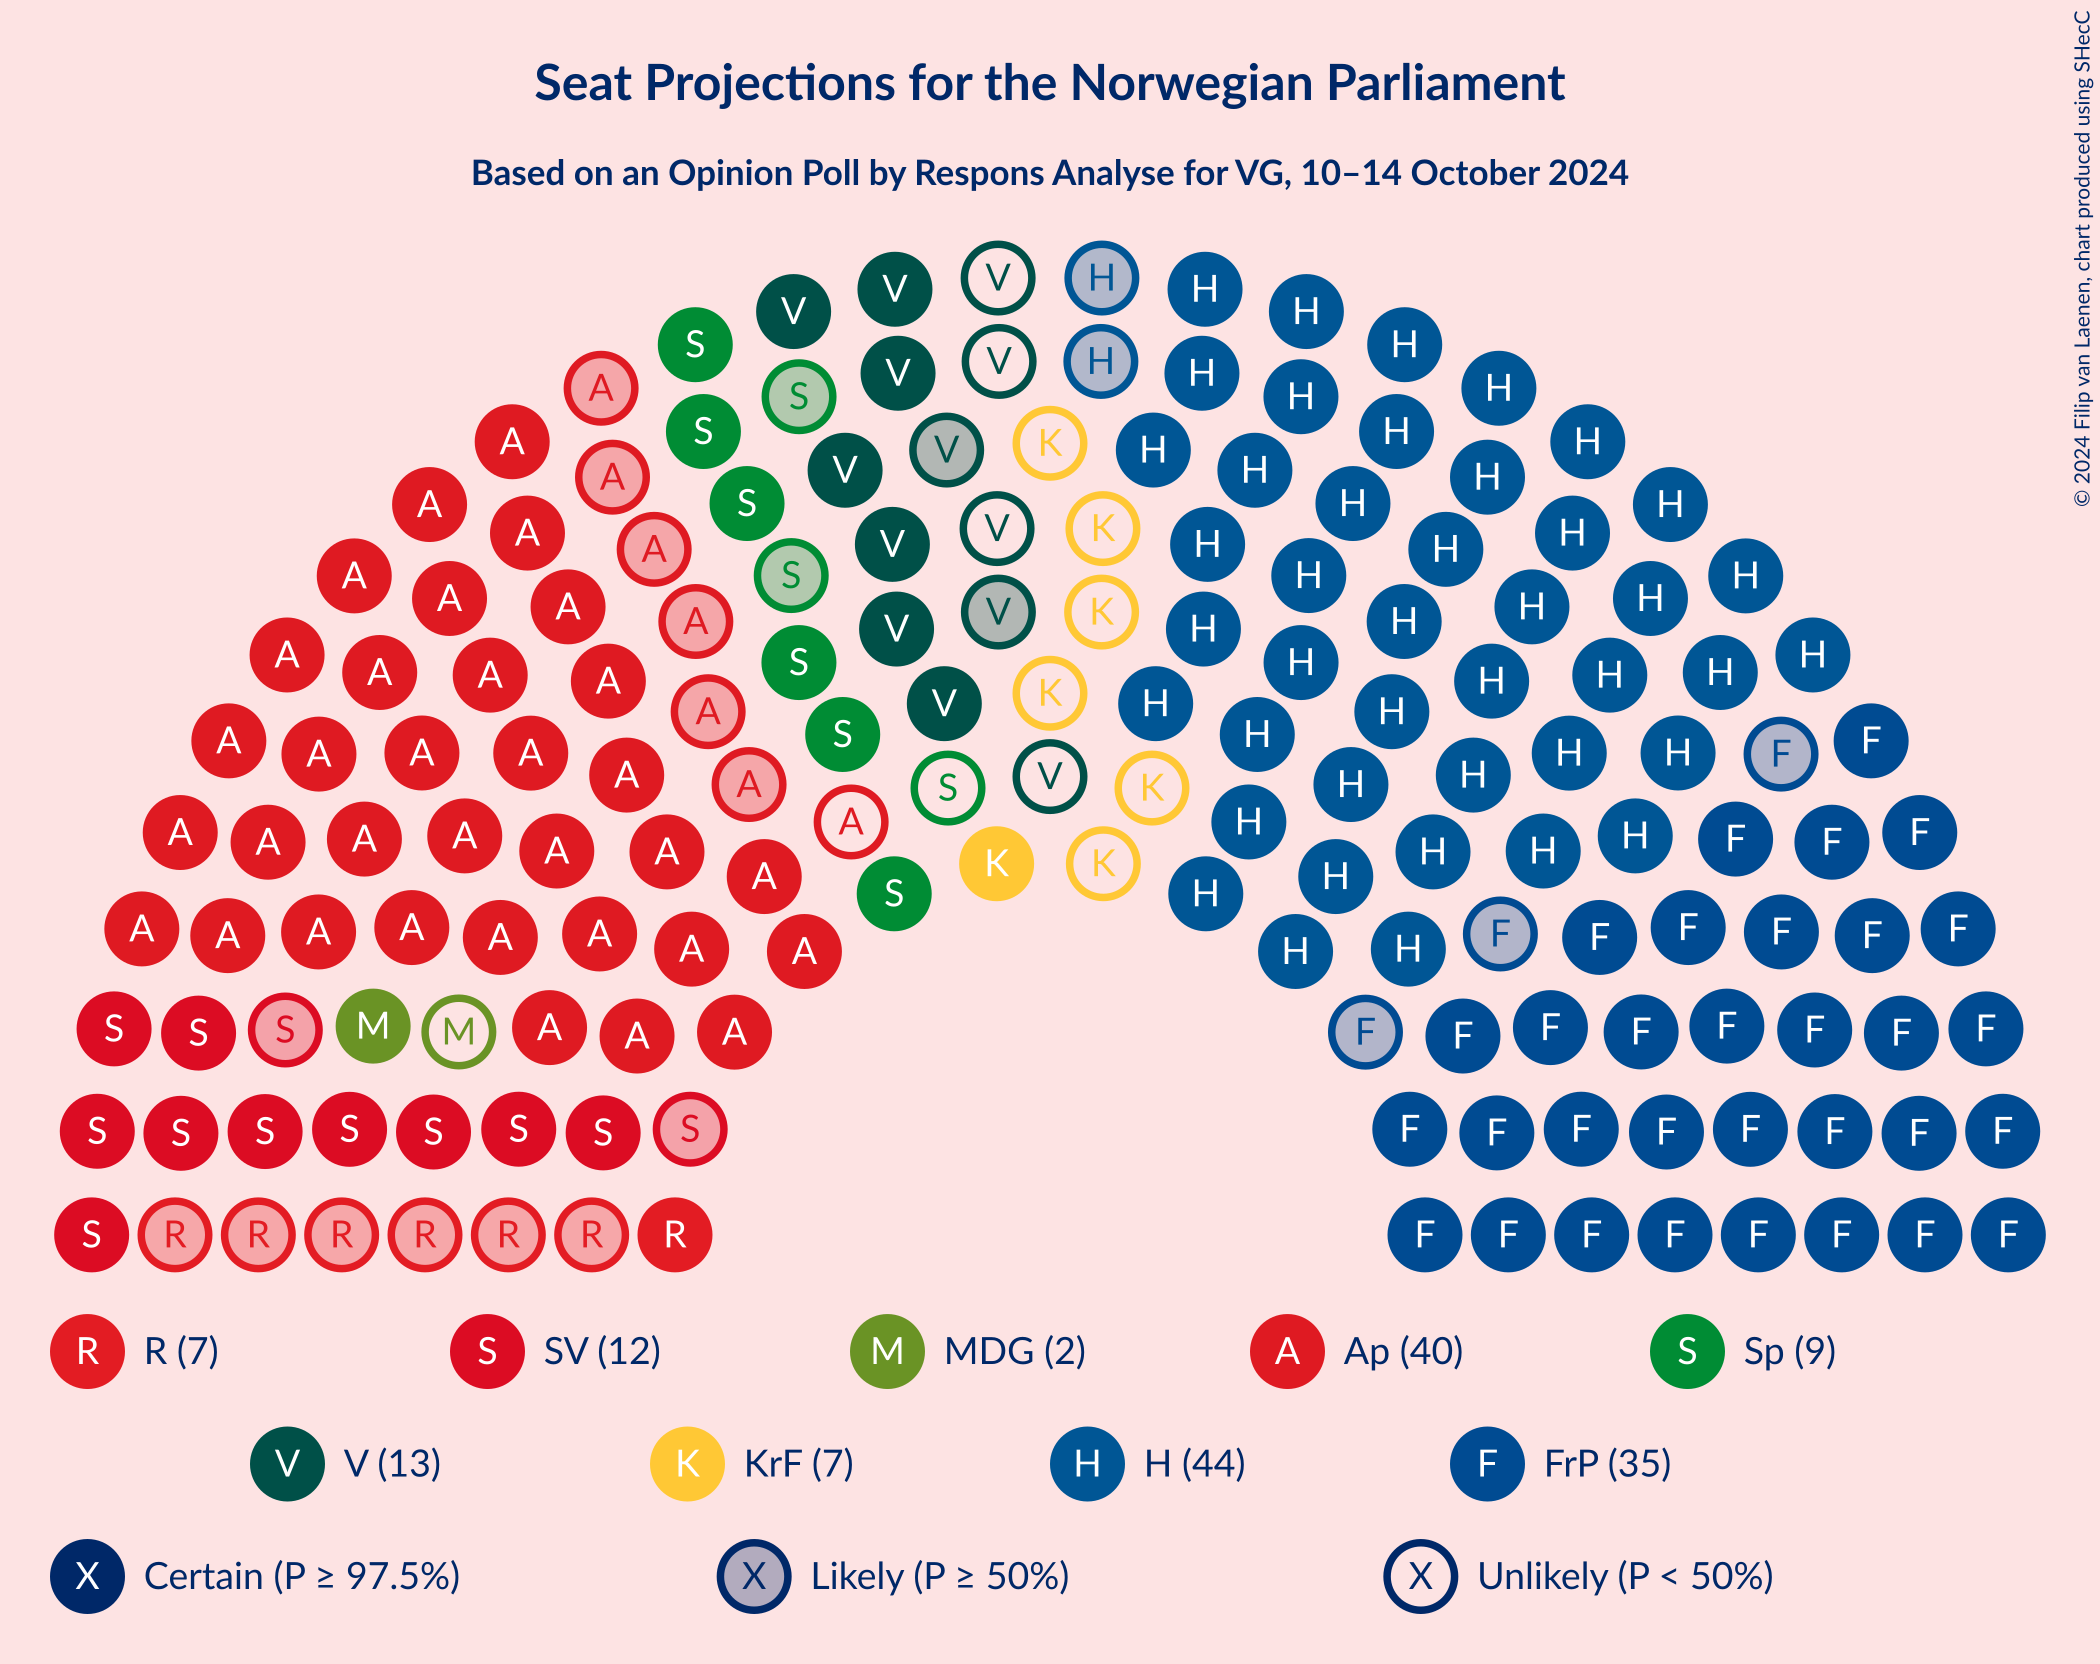 Seat Projections for the Norwegian Parliament
Based on an Opinion Poll by Respons Analyse for VG, 10–14 October 2024
© 2024 Filip van Laenen, chart produced using SHecC
V H
V V H H
S V V H H
A S V V H H H
A A S V K H H H H
A A S V V H H H H
A A A S V K H H H H
A A A S V K H H H H
A A A A S V K H H H H H
A A A A S V K H H H H F F
A A A A A A S V K H H H H H
A A A A A A A A K K H H H H F F F
A A A A A A A A S H H H F F F F F F
S S S M M A A A F F F F F F F F
S S S S S S S S F F F F F F F F
S R R R R R R R F F F F F F F F
R R (7) S SV (12) M MDG (2) A Ap (40) S Sp (9)
V V (13) K KrF (7) H H (44) F FrP (35)
X Certain (P ≥ 97.5%) X Likely (P ≥ 50%) X Unlikely (P < 50%)